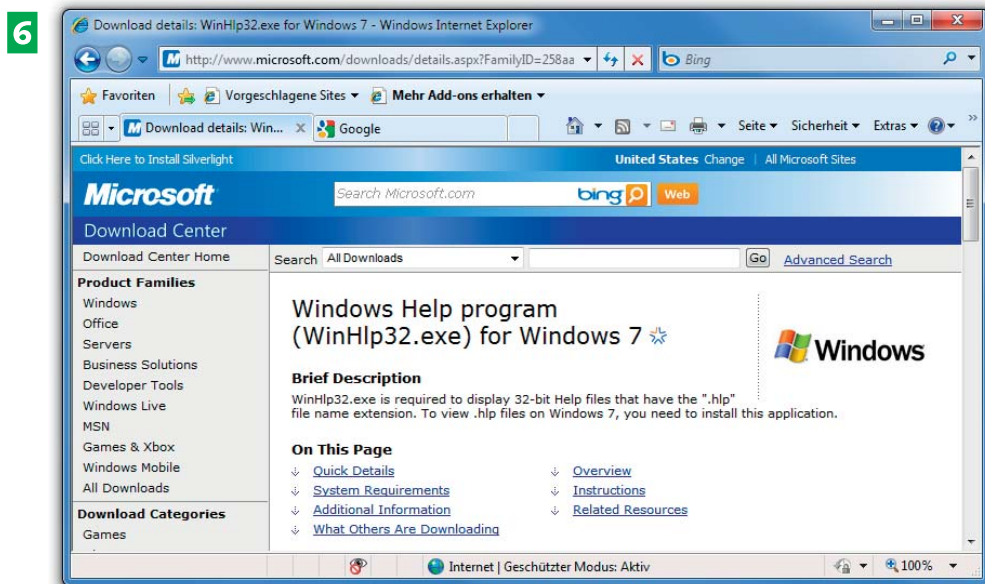 6
Download details: WinHlp32.exe for Windows 7 - Windows Internet Explorer
http://www.microsoft.com/downloads/details.aspx?FamilyID=258aa
Bing
Favoriten Vorgeschlagene Sites Mehr Add-ons erhalten
Download details: Win... Google Seite Sicherheit Extras
Click Here to Install Silverlight United States Change | All Microsoft Sites
Microsoft Search Microsoft.com bing Web
Download Center
Download Center Home
Search All Downloads Go Advanced Search
Product Families
Windows
Office
Servers
Business Solutions
Developer Tools
Windows Live
MSN
Games & Xbox
Windows Mobile
All Downloads
Download Categories
Games
Windows Help program
(WinHlp32.exe) for Windows 7
Windows
Brief Description
WinHlp32.exe is required to display 32-bit Help files that have the ".hlp"
file name extension. To view .hlp files on Windows 7, you need to install this application.
On This Page
Quick Details Overview
System Requirements Instructions
Additional Information Related Resources
What Others Are Downloading
Internet | Geschützter Modus: Aktiv 100%